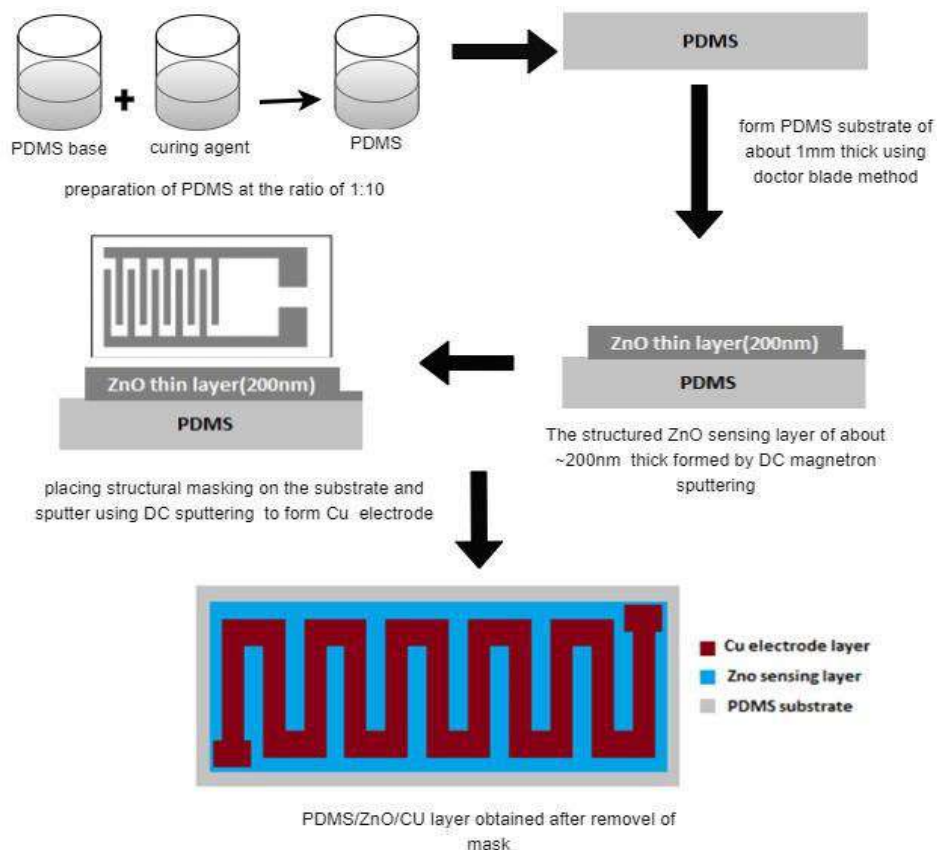 PDMS base
+
curing agent
PDMS
preparation of PDMS at the ratio of 1:10
PDMS
form PDMS substrate of
about 1mm thick using
doctor blade method
ZnO thin layer(200nm)
PDMS
The structured ZnO sensing layer of about
~200nm thick formed by DC magnetron
sputtering
ZnO thin layer(200nm)
PDMS
placing structural masking on the substrate and
sputter using DC sputtering to form Cu electrode
Cu electrode layer
Zno sensing layer
PDMS substrate
PDMS/ZnO/CU layer obtained after removel of
mask